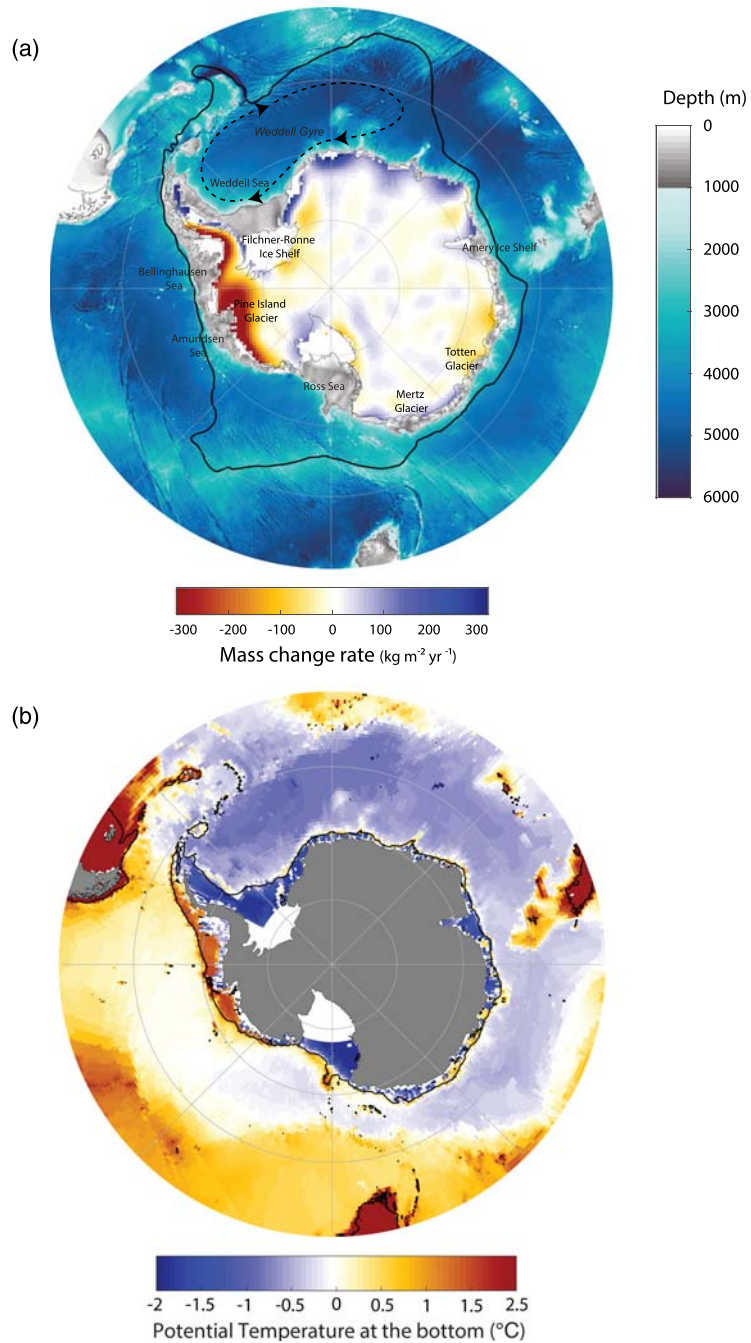 (a)
Depth (m)
0
1000
2000
3000
4000
5000
6000
Weddell Gyre
Weddell Sea
Filchner-Ronne
Ice Shelf
Amery Ice Shelf
Bellinghausen
Sea
Pine Island
Glacier
Amundsen
Sea
Totten
Glacier
Ross Sea
Mertz
Glacier
-300 -200 -100 0 100 200 300
Mass change rate (kg m⁻² yr⁻¹)
(b)
-2 -1.5 -1 -0.5 0 0.5 1 1.5 2.5
Potential Temperature at the bottom (°C)